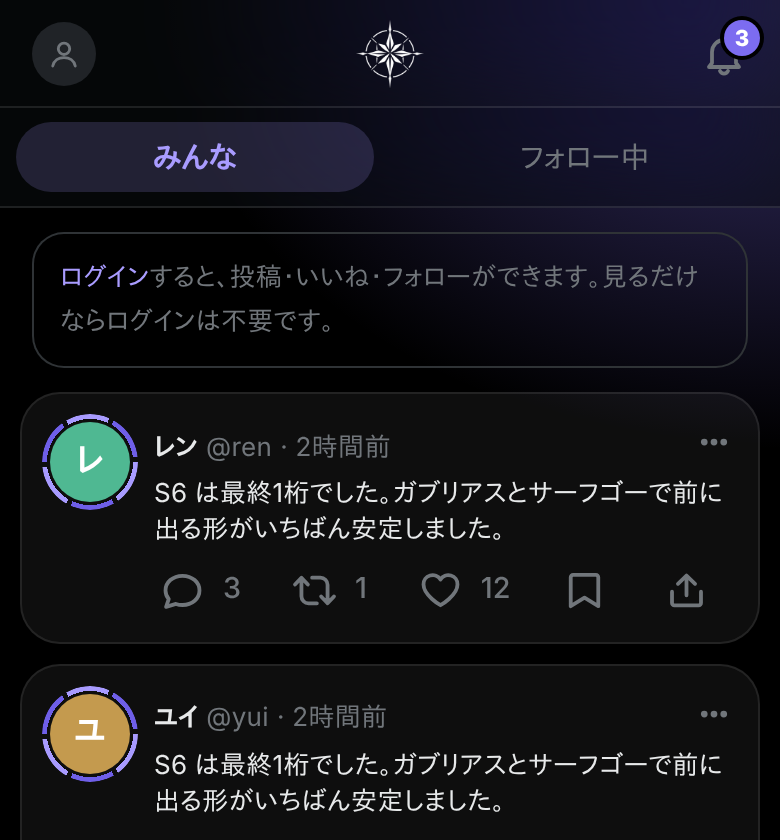 3
みんな
フォロー中
ログインすると、投稿・いいね・フォローができます。見るだけ
ならログインは不要です。
レ
レン @ren · 2時間前
S6 は最終1桁でした。ガブリアスとサーフゴーで前に
出る形がいちばん安定しました。
3 1 12
ユ
ユイ @yui · 2時間前
S6 は最終1桁でした。ガブリアスとサーフゴーで前に
出る形がいちばん安定しました。